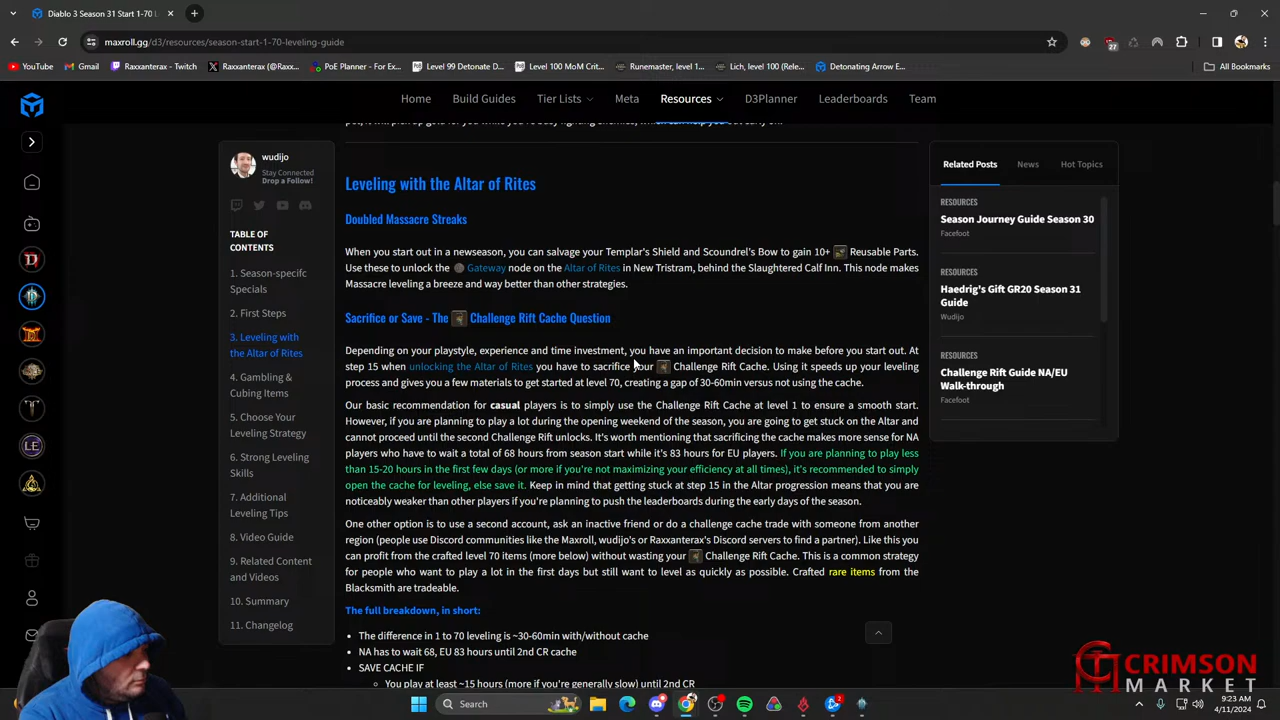 Diablo 3 Season 31 Start 1-70 L
maxroll.gg/d3/resources/season-start-1-70-leveling-guide
27
YouTube
Gmail
Raxxanterax - Twitch
Raxxanterax (@Raxx...
PoE Planner - For Ex...
Level 99 Detonate D...
Level 100 MoM Crit...
Runemaster, level 1...
Lich, level 100 (Rele...
Detonating Arrow E...
All Bookmarks
Home
Build Guides
Tier Lists
Meta
Resources
D3Planner
Leaderboards
Team
wudijo
Stay Connected
Drop a Follow!
TABLE OF
CONTENTS
1. Season-specifc
Specials
2. First Steps
3. Leveling with
the Altar of Rites
4. Gambling &
Cubing Items
5. Choose Your
Leveling Strategy
6. Strong Leveling
Skills
7. Additional
Leveling Tips
8. Video Guide
9. Related Content
and Videos
10. Summary
11. Changelog
Leveling with the Altar of Rites
Doubled Massacre Streaks
When you start out in a newseason, you can salvage your Templar's Shield and Scoundrel's Bow to gain 10+ Reusable Parts.
Use these to unlock the Gateway node on the Altar of Rites in New Tristram, behind the Slaughtered Calf Inn. This node makes
Massacre leveling a breeze and way better than other strategies.
Sacrifice or Save - The Challenge Rift Cache Question
Depending on your playstyle, experience and time investment, you have an important decision to make before you start out. At
step 15 when unlocking the Altar of Rites you have to sacrifice your Challenge Rift Cache. Using it speeds up your leveling
process and gives you a few materials to get started at level 70, creating a gap of 30-60min versus not using the cache.
Our basic recommendation for casual players is to simply use the Challenge Rift Cache at level 1 to ensure a smooth start.
However, if you are planning to play a lot during the opening weekend of the season, you are going to get stuck on the Altar and
cannot proceed until the second Challenge Rift unlocks. It's worth mentioning that sacrificing the cache makes more sense for NA
players who have to wait a total of 68 hours from season start while it's 83 hours for EU players. If you are planning to play less
than 15-20 hours in the first few days (or more if you're not maximizing your efficiency at all times), it's recommended to simply
open the cache for leveling, else save it. Keep in mind that getting stuck at step 15 in the Altar progression means that you are
noticeably weaker than other players if you're planning to push the leaderboards during the early days of the season.
One other option is to use a second account, ask an inactive friend or do a challenge cache trade with someone from another
region (people use Discord communities like the Maxroll, wudijo's or Raxxanterax's Discord servers to find a partner). Like this you
can profit from the crafted level 70 items (more below) without wasting your Challenge Rift Cache. This is a common strategy
for people who want to play a lot in the first days but still want to level as quickly as possible. Crafted rare items from the
Blacksmith are tradeable.
The full breakdown, in short:
The difference in 1 to 70 leveling is ~30-60min with/without cache
NA has to wait 68, EU 83 hours until 2nd CR cache
SAVE CACHE IF
You play at least ~15 hours (more if you're generally slow) until 2nd CR
Related Posts
News
Hot Topics
RESOURCES
Season Journey Guide Season 30
Facefoot
RESOURCES
Haedrig's Gift GR20 Season 31
Guide
Wudijo
RESOURCES
Challenge Rift Guide NA/EU
Walk-through
Facefoot
CRIMSON
MARKET
Search
2
9:23 AM
4/11/2024